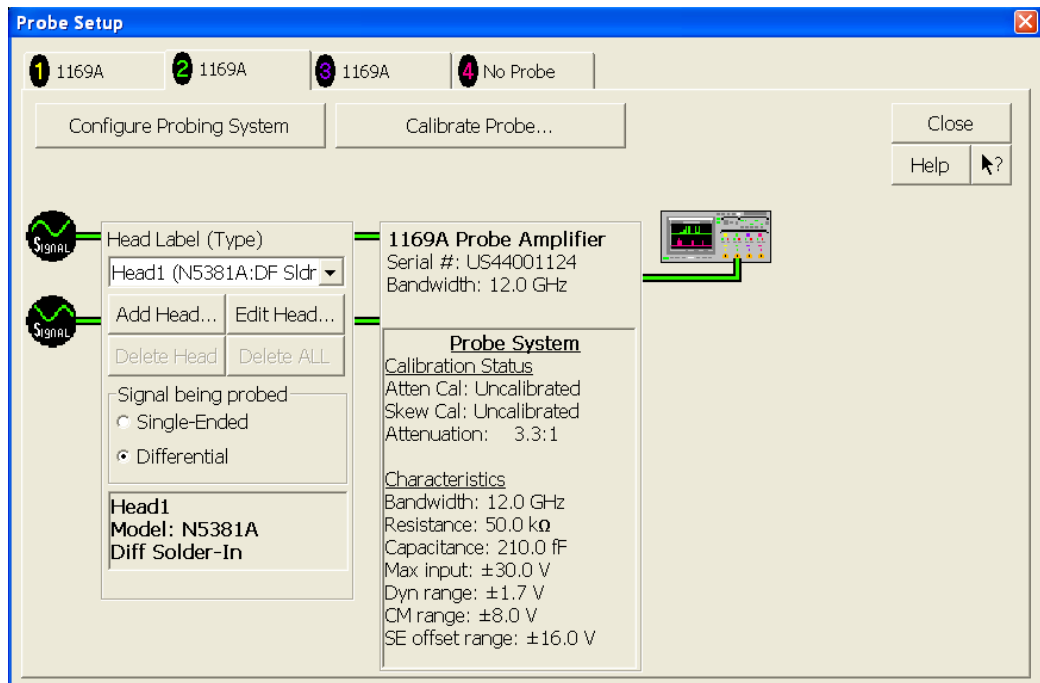 Probe Setup
1 1169A
2 1169A
3 1169A
4 No Probe
Configure Probing System
Calibrate Probe...
Close
Help
?
SIGNAL
SIGNAL
Head Label (Type)
Head1 (N5381A:DF Sldr
Add Head...
Edit Head...
Delete Head
Delete ALL
Signal being probed
Single-Ended
Differential
Head1
Model: N5381A
Diff Solder-In
1169A Probe Amplifier
Serial #: US44001124
Bandwidth: 12.0 GHz
Probe System
Calibration Status
Atten Cal: Uncalibrated
Skew Cal: Uncalibrated
Attenuation: 3.3:1
Characteristics
Bandwidth: 12.0 GHz
Resistance: 50.0 kΩ
Capacitance: 210.0 fF
Max input: ±30.0 V
Dyn range: ±1.7 V
CM range: ±8.0 V
SE offset range: ±16.0 V